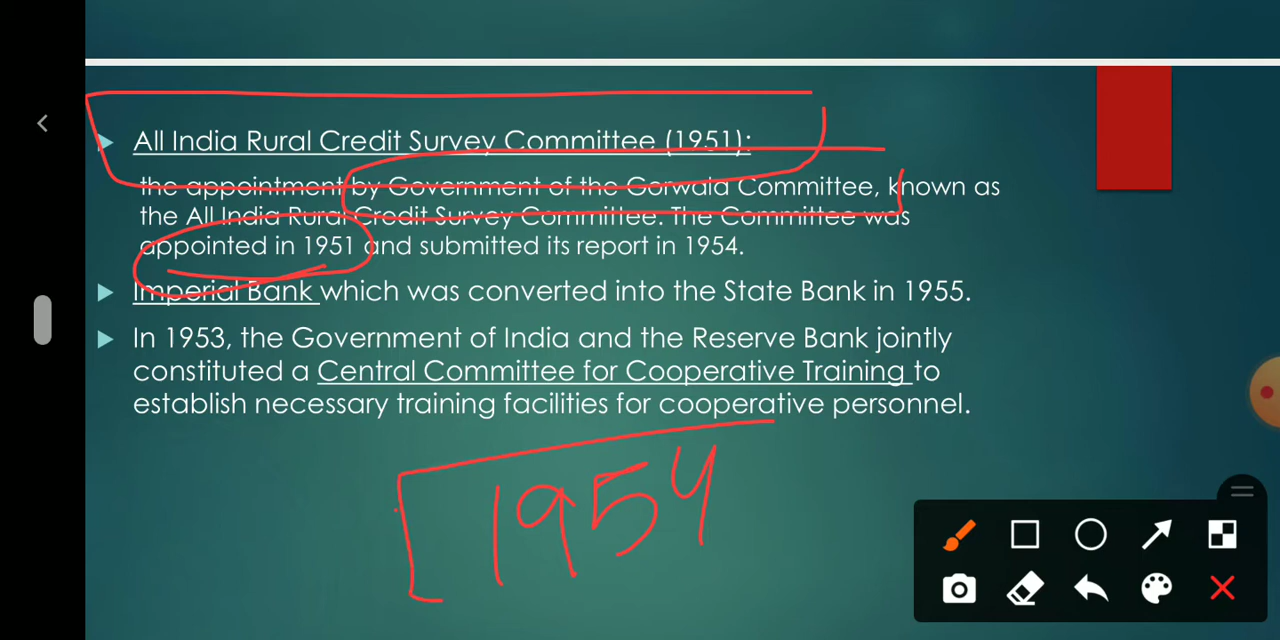 All India Rural Credit Survey Committee (1951):
the appointment by Government of the Gorwala Committee, known as
the All India Rural Credit Survey Committee. The Committee was
appointed in 1951 and submitted its report in 1954.
Imperial Bank which was converted into the State Bank in 1955.
In 1953, the Government of India and the Reserve Bank jointly
constituted a Central Committee for Cooperative Training to
establish necessary training facilities for cooperative personnel.
1954